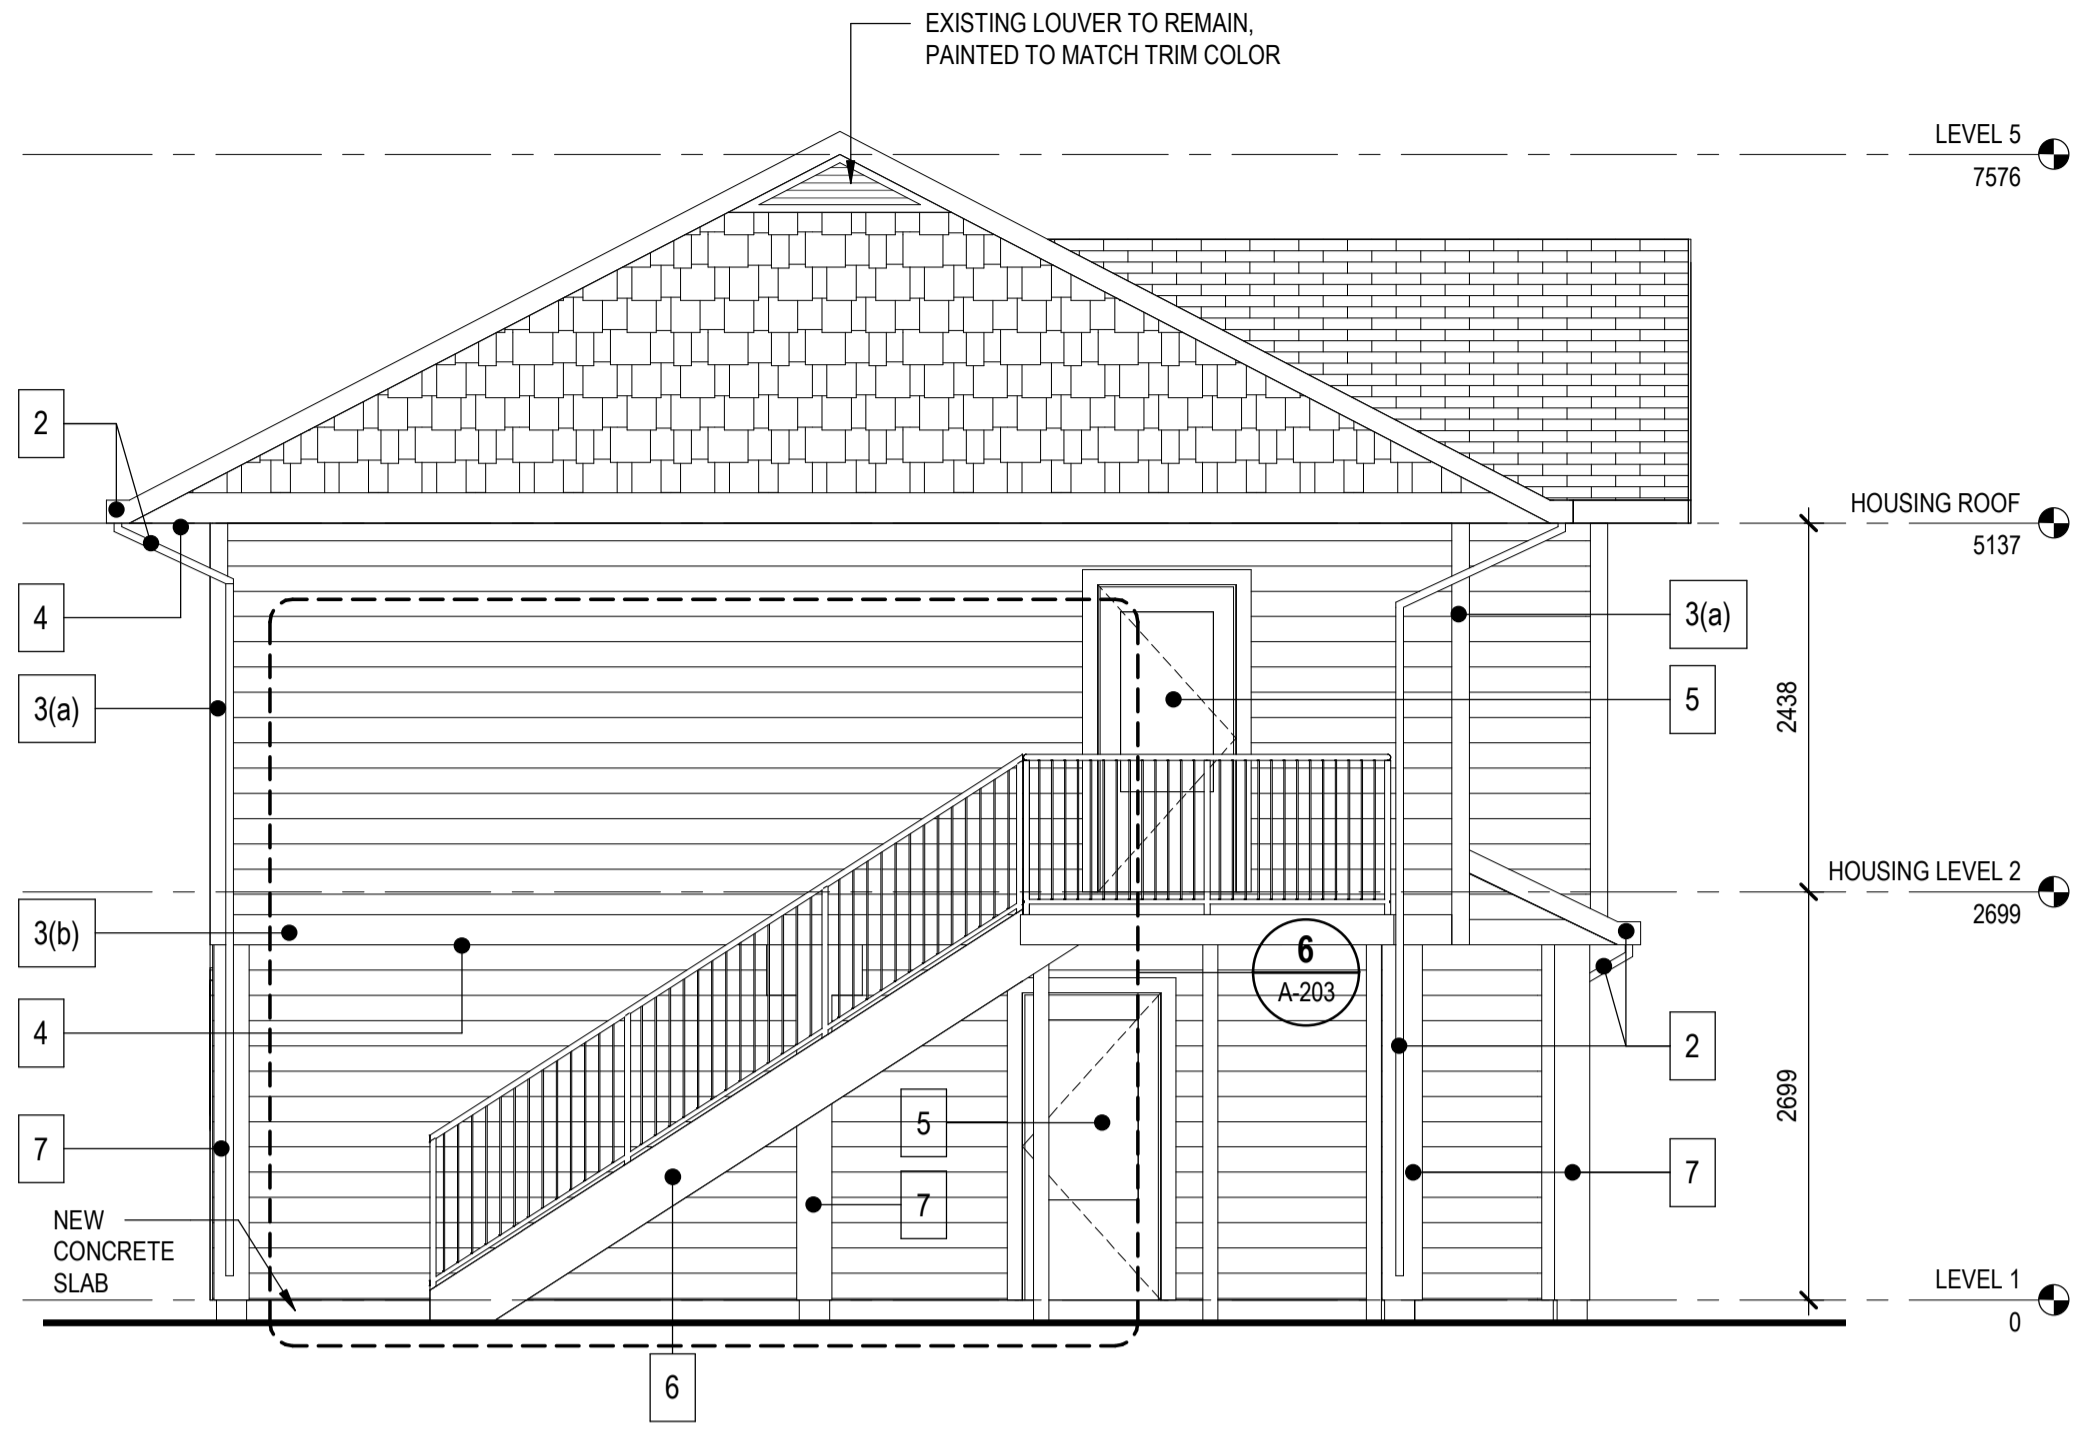 EXISTING LOUVER TO REMAIN,
PAINTED TO MATCH TRIM COLOR
LEVEL 5
7576
2
HOUSING ROOF
5137
4
3(a)
3(a)
5
2438
HOUSING LEVEL 2
2699
3(b)
6
A-203
4
2
2699
5
7
7
7
NEW
CONCRETE
SLAB
LEVEL 1
0
6